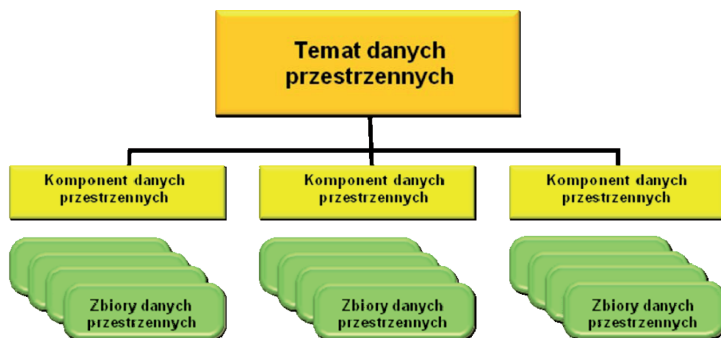 Temat danych
przestrzennych
Komponent danych
przestrzennych
Komponent danych
przestrzennych
Komponent danych
przestrzennych
Zbiory danych
przestrzennych
Zbiory danych
przestrzennych
Zbiory danych
przestrzennych